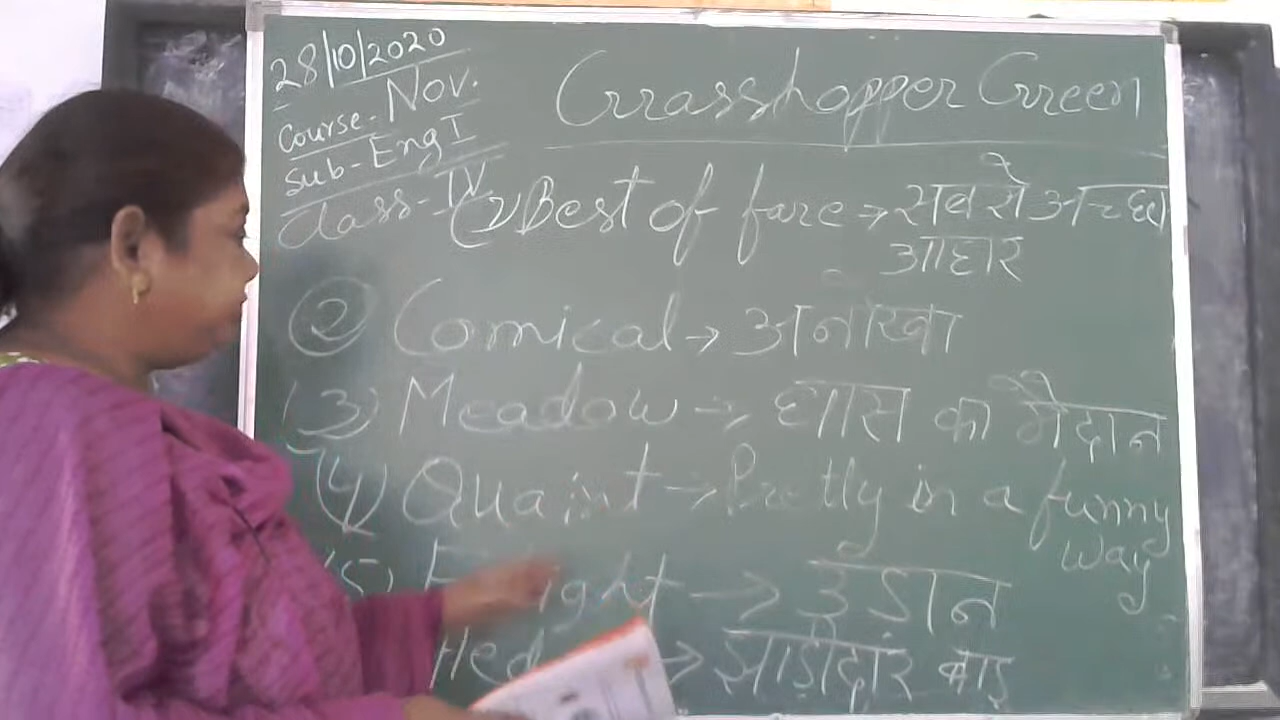 28/10/2020
Course - Nov.
Sub - Eng I
Class - IV
Grasshopper Green
(1) Best of fare → सबसे अच्छा
आहार
(2) Comical → अनोखा
(3) Meadow → घास का मैदान
(4) Quaint → Pretty in a funny
way
(5) → उड़ान
→ झाड़ीदार बाड़